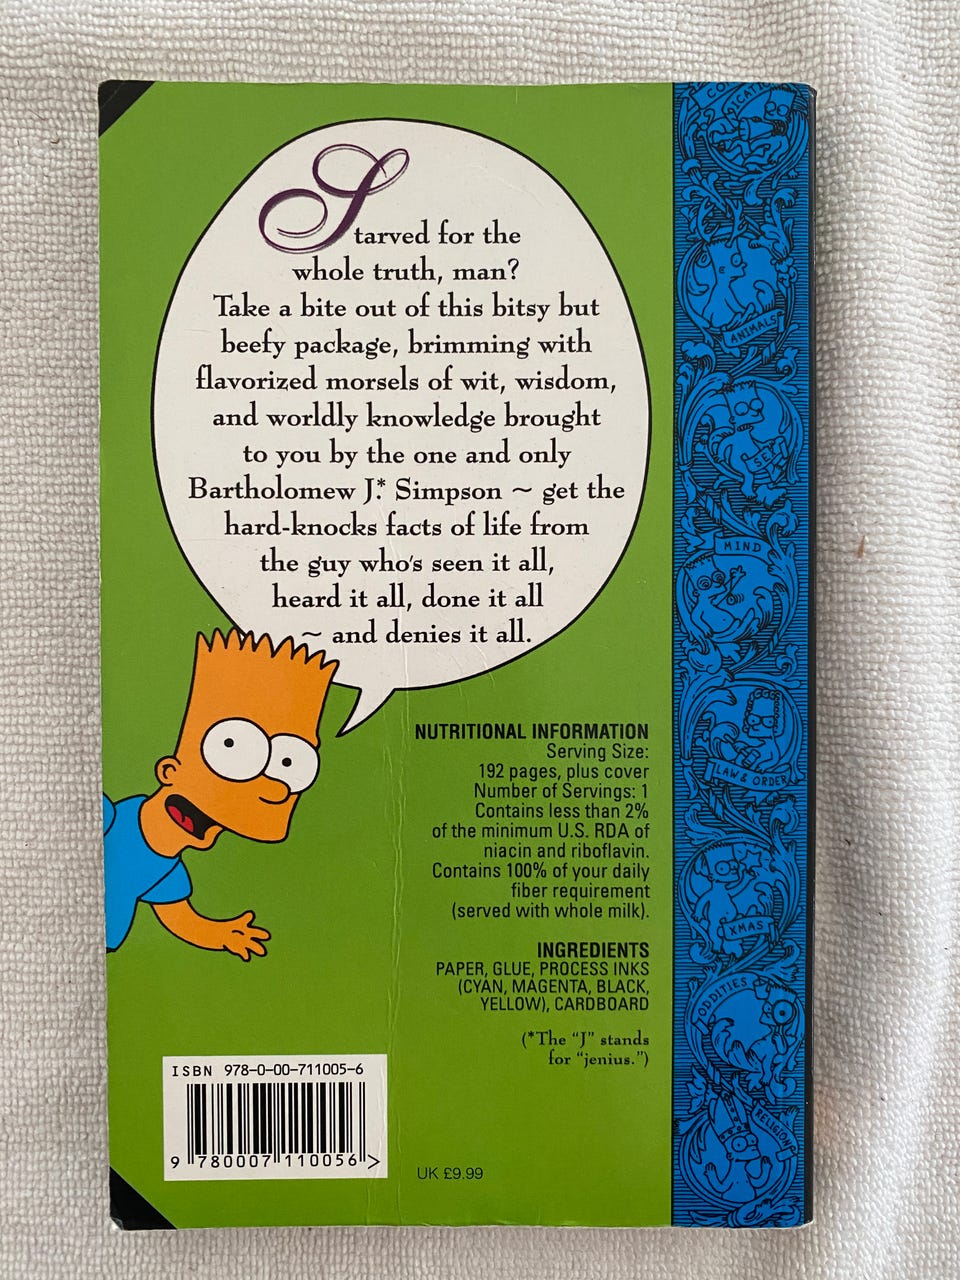 Starved for the
whole truth, man?
Take a bite out of this bitsy but
beefy package, brimming with
flavorized morsels of wit, wisdom,
and worldly knowledge brought
to you by the one and only
Bartholomew J.* Simpson ~ get the
hard-knocks facts of life from
the guy who's seen it all,
heard it all, done it all
~ and denies it all.
NUTRITIONAL INFORMATION
Serving Size:
192 pages, plus cover
Number of Servings: 1
Contains less than 2%
of the minimum U.S. RDA of
niacin and riboflavin.
Contains 100% of your daily
fiber requirement
(served with whole milk).
INGREDIENTS
PAPER, GLUE, PROCESS INKS
(CYAN, MAGENTA, BLACK,
YELLOW), CARDBOARD
(*The "J" stands
for "jenius.")
ISBN 978-0-00-711005-6
9 780007 110056 >
UK £9.99
ANIMALS
SEX
MIND
LAW & ORDER
XMAS
ODDITIES
RELIGION